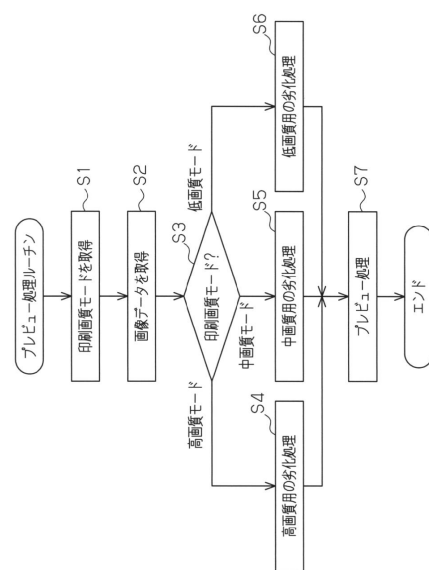 プレビュー処理ルーチン
S1
印刷画質モードを取得
S2
画像データを取得
S3
印刷画質モード?
高画質モード
中画質モード
低画質モード
S4
高画質用の劣化処理
S5
中画質用の劣化処理
S6
低画質用の劣化処理
S7
プレビュー処理
エンド